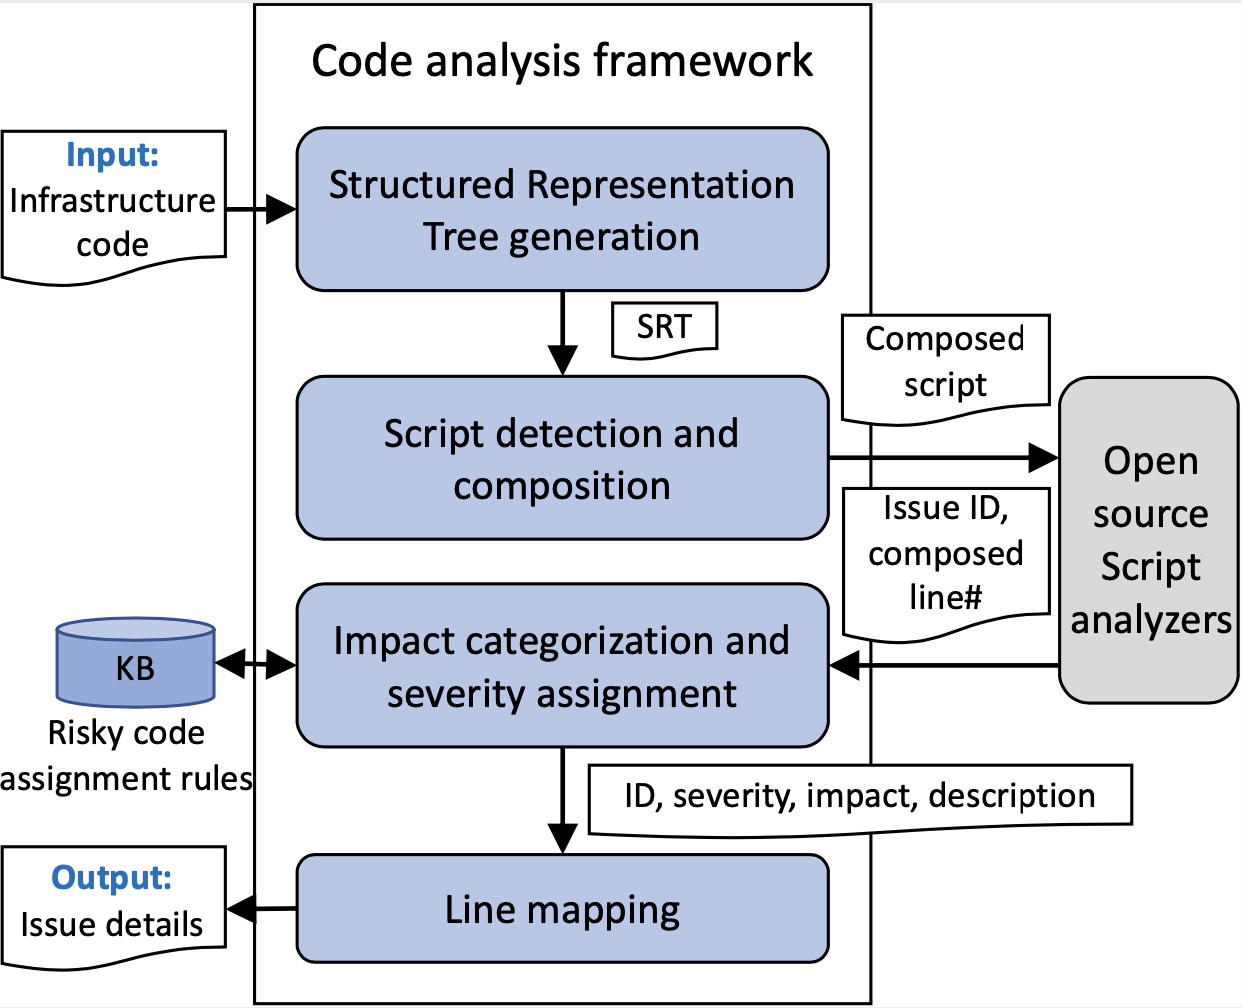 Code analysis framework
Input:
Infrastructure
code
Structured Representation
Tree generation
SRT
Composed
script
Script detection and
composition
Open
source
Script
analyzers
Issue ID,
composed
line#
Impact categorization and
severity assignment
KB
Risky code
assignment rules
ID, severity, impact, description
Output:
Issue details
Line mapping